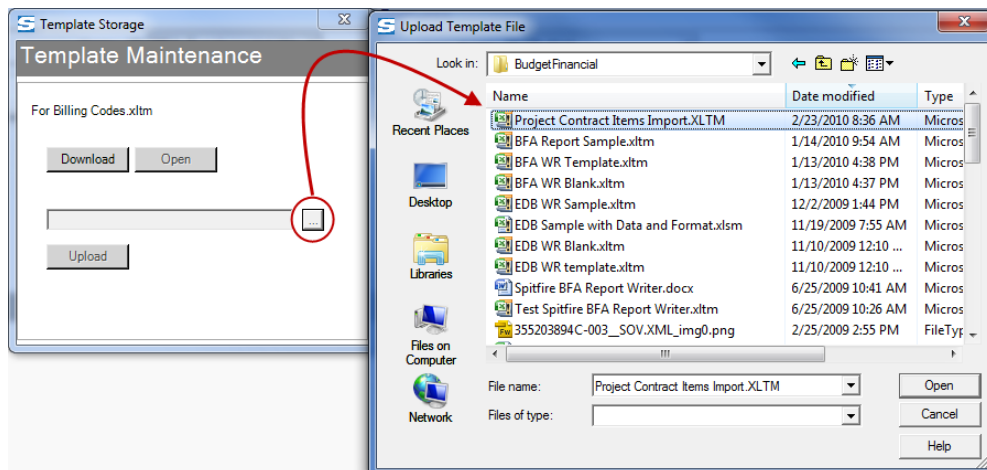 Template Storage
Template Maintenance
For Billing Codes.xltm
Download Open
...
Upload
Upload Template File
Look in: BudgetFinancial
Recent Places
Desktop
Libraries
Files on
Computer
Network
Name Date modified Type
Project Contract Items Import.XLTM 2/23/2010 8:36 AM Micros
BFA Report Sample.xltm 1/14/2010 9:54 AM Micros
BFA WR Template.xltm 1/13/2010 4:38 PM Micros
BFA WR Blank.xltm 1/13/2010 4:37 PM Micros
EDB WR Sample.xltm 12/2/2009 1:44 PM Micros
EDB Sample with Data and Format.xlsm 11/19/2009 7:55 AM Micros
EDB WR Blank.xltm 11/10/2009 12:10 ... Micros
EDB WR template.xltm 11/10/2009 12:10 ... Micros
Spitfire BFA Report Writer.docx 6/25/2009 10:41 AM Micros
Test Spitfire BFA Report Writer.xltm 6/25/2009 10:26 AM Micros
355203894C-003__SOV.XML_img0.png 2/25/2009 2:55 PM FileTyp
File name: Project Contract Items Import.XLTM Open
Files of type: Cancel
Help